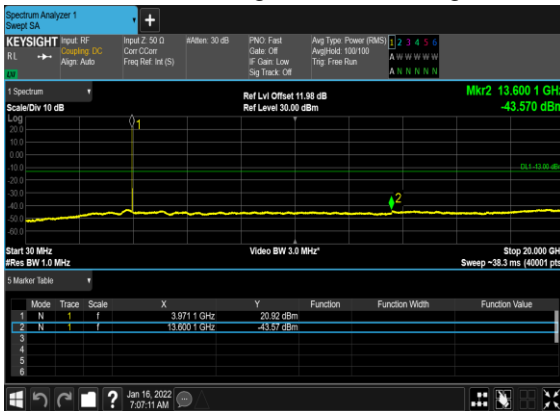 Spectrum Analyzer 1
Swept SA
KEYSIGHT Input: RF Input Z: 50 Ω #Atten: 30 dB PNO: Fast Avg Type: Power (RMS) 1 2 3 4 5 6
RL Coupling: DC Corr CCorr Gate: Off Avg|Hold: 100/100 A W W W W W
Align: Auto Freq Ref: Int (S) IF Gain: Low Trig: Free Run
Sig Track: Off A N N N N N
1 Spectrum Ref Lvl Offset 11.98 dB Mkr2 13.600 1 GHz
Scale/Div 10 dB Ref Level 30.00 dBm -43.570 dBm
Log
20.0
10.0
0.00
-10.0
-20.0
-30.0
-40.0
-50.0
-60.0
1
DL1 -13.00 dBm
2
Start 30 MHz Video BW 3.0 MHz* Stop 20.000 GH
#Res BW 1.0 MHz Sweep ~38.3 ms (40001 pts
5 Marker Table
Mode Trace Scale X Y Function Function Width Function Value
1 N 1 f 3.971 1 GHz 20.92 dBm
2 N 1 f 13.600 1 GHz -43.57 dBm
3
4
5
6
? Jan 16, 2022
7:07:11 AM